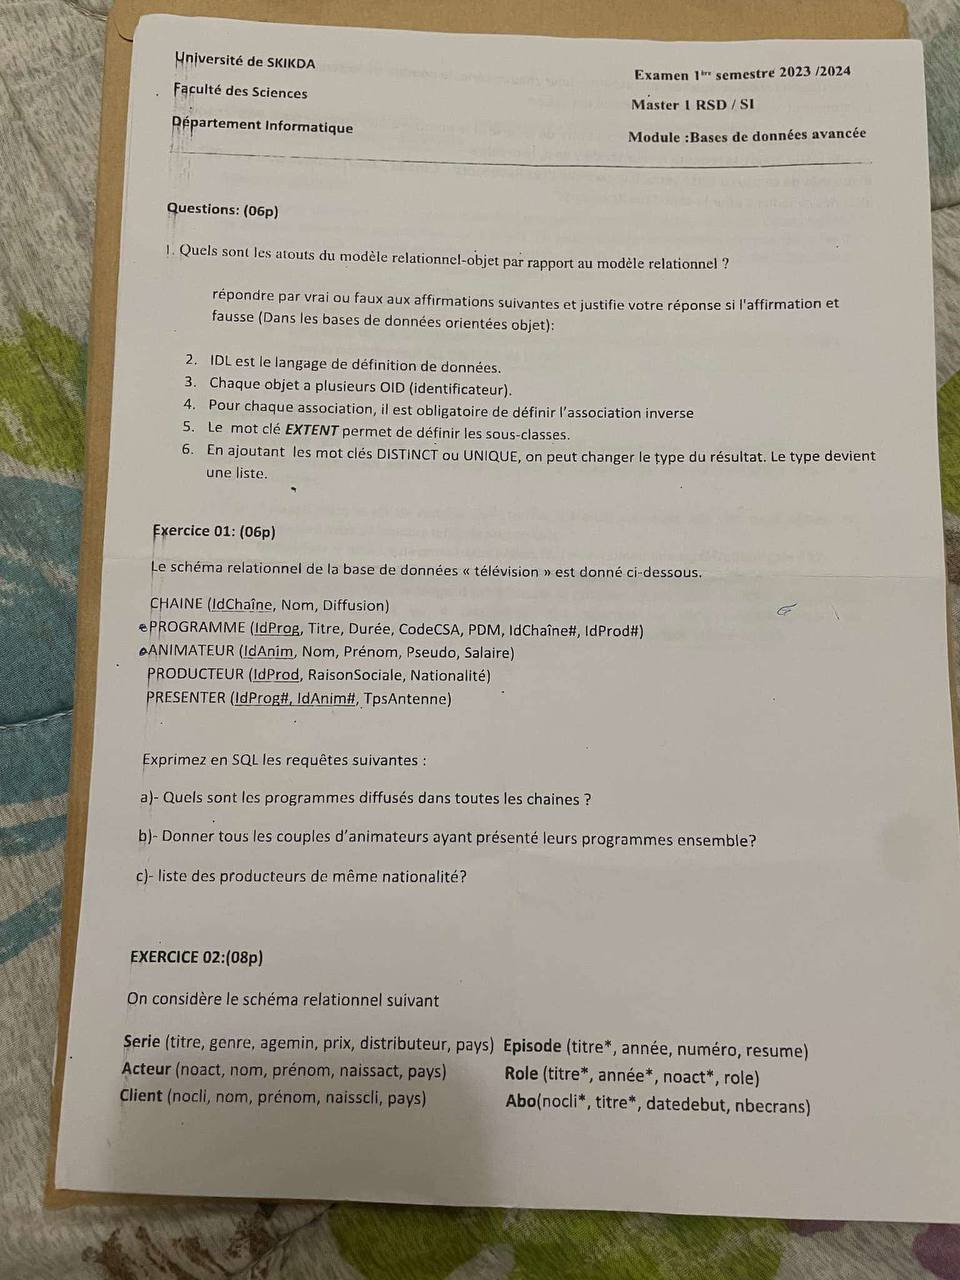 Université de SKIKDA
Faculté des Sciences
Département Informatique
Examen 1ère semestre 2023 /2024
Master 1 RSD / SI
Module :Bases de données avancée
Questions: (06p)
1. Quels sont les atouts du modèle relationnel-objet par rapport au modèle relationnel ?
répondre par vrai ou faux aux affirmations suivantes et justifie votre réponse si l'affirmation et
fausse (Dans les bases de données orientées objet):
2. IDL est le langage de définition de données.
3. Chaque objet a plusieurs OID (identificateur).
4. Pour chaque association, il est obligatoire de définir l'association inverse
5. Le mot clé EXTENT permet de définir les sous-classes.
6. En ajoutant les mot clés DISTINCT ou UNIQUE, on peut changer le type du résultat. Le type devient
une liste.
Exercice 01: (06p)
Le schéma relationnel de la base de données « télévision » est donné ci-dessous.
CHAINE (IdChaîne, Nom, Diffusion)
PROGRAMME (IdProg, Titre, Durée, CodeCSA, PDM, IdChaîne#, IdProd#)
ANIMATEUR (IdAnim, Nom, Prénom, Pseudo, Salaire)
PRODUCTEUR (IdProd, RaisonSociale, Nationalité)
PRESENTER (IdProg#, IdAnim#, TpsAntenne)
Exprimez en SQL les requêtes suivantes :
a)- Quels sont les programmes diffusés dans toutes les chaines ?
b)- Donner tous les couples d'animateurs ayant présenté leurs programmes ensemble?
c)- liste des producteurs de même nationalité?
EXERCICE 02:(08p)
On considère le schéma relationnel suivant
Serie (titre, genre, agemin, prix, distributeur, pays) Episode (titre*, année, numéro, resume)
Acteur (noact, nom, prénom, naissact, pays) Role (titre*, année*, noact*, role)
Client (nocli, nom, prénom, naisscli, pays) Abo(nocli*, titre*, datedebut, nbecrans)